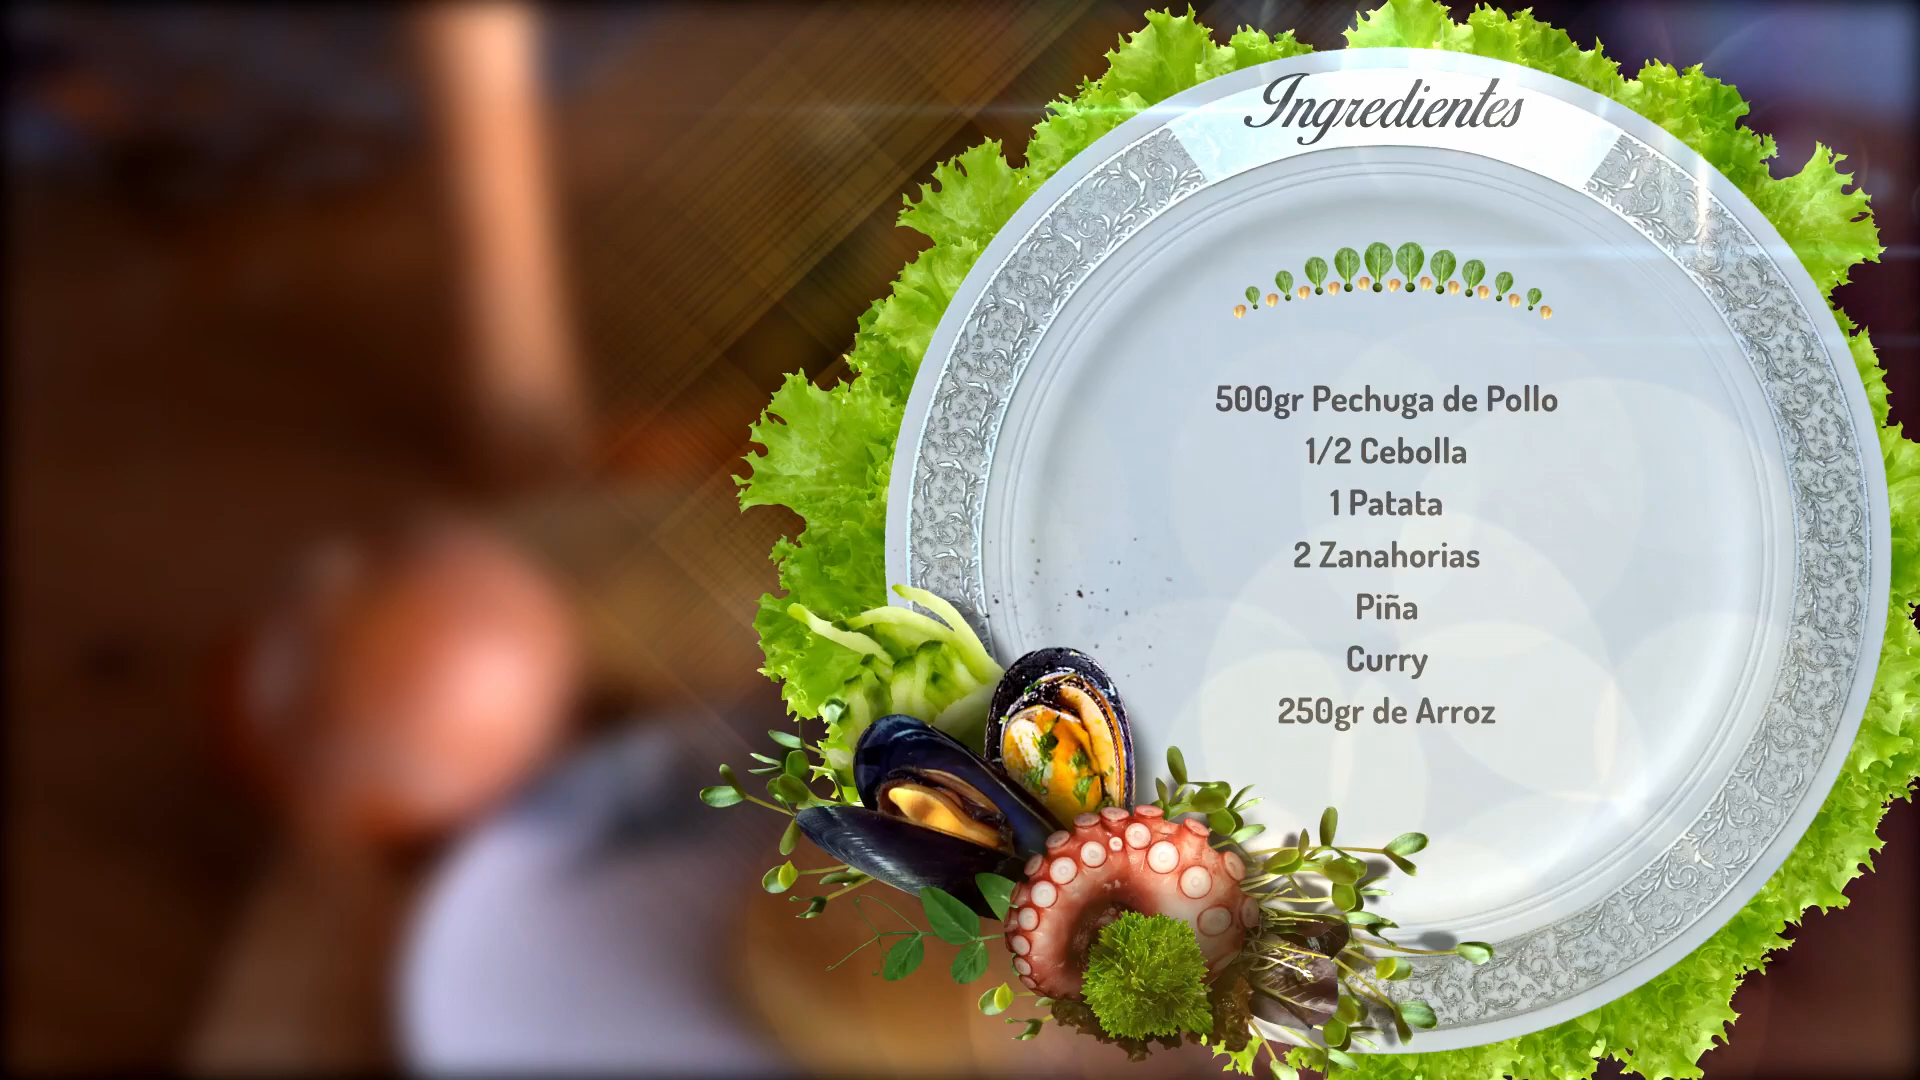 Ingredientes
500gr Pechuga de Pollo
1/2 Cebolla
1 Patata
2 Zanahorias
Piña
Curry
250gr de Arroz